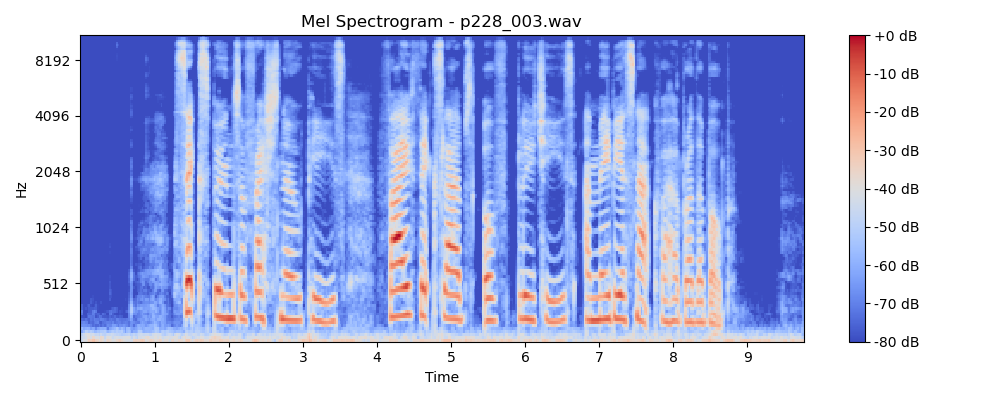 Mel Spectrogram - p228_003.wav
Hz
8192
4096
2048
1024
512
0
0 1 2 3 4 5 6 7 8 9
Time
+0 dB
-10 dB
-20 dB
-30 dB
-40 dB
-50 dB
-60 dB
-70 dB
-80 dB